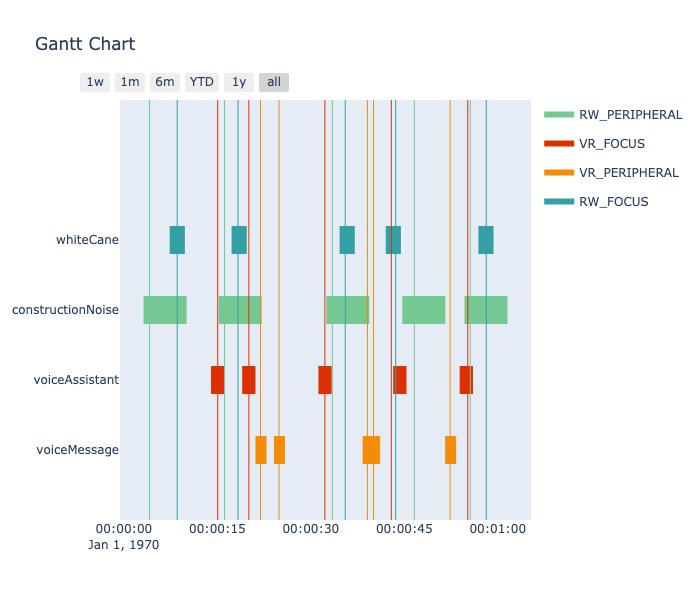 Gantt Chart
1w 1m 6m YTD 1y all
RW_PERIPHERAL
VR_FOCUS
VR_PERIPHERAL
RW_FOCUS
whiteCane
constructionNoise
voiceAssistant
voiceMessage
00:00:00 00:00:15 00:00:30 00:00:45 00:01:00
Jan 1, 1970